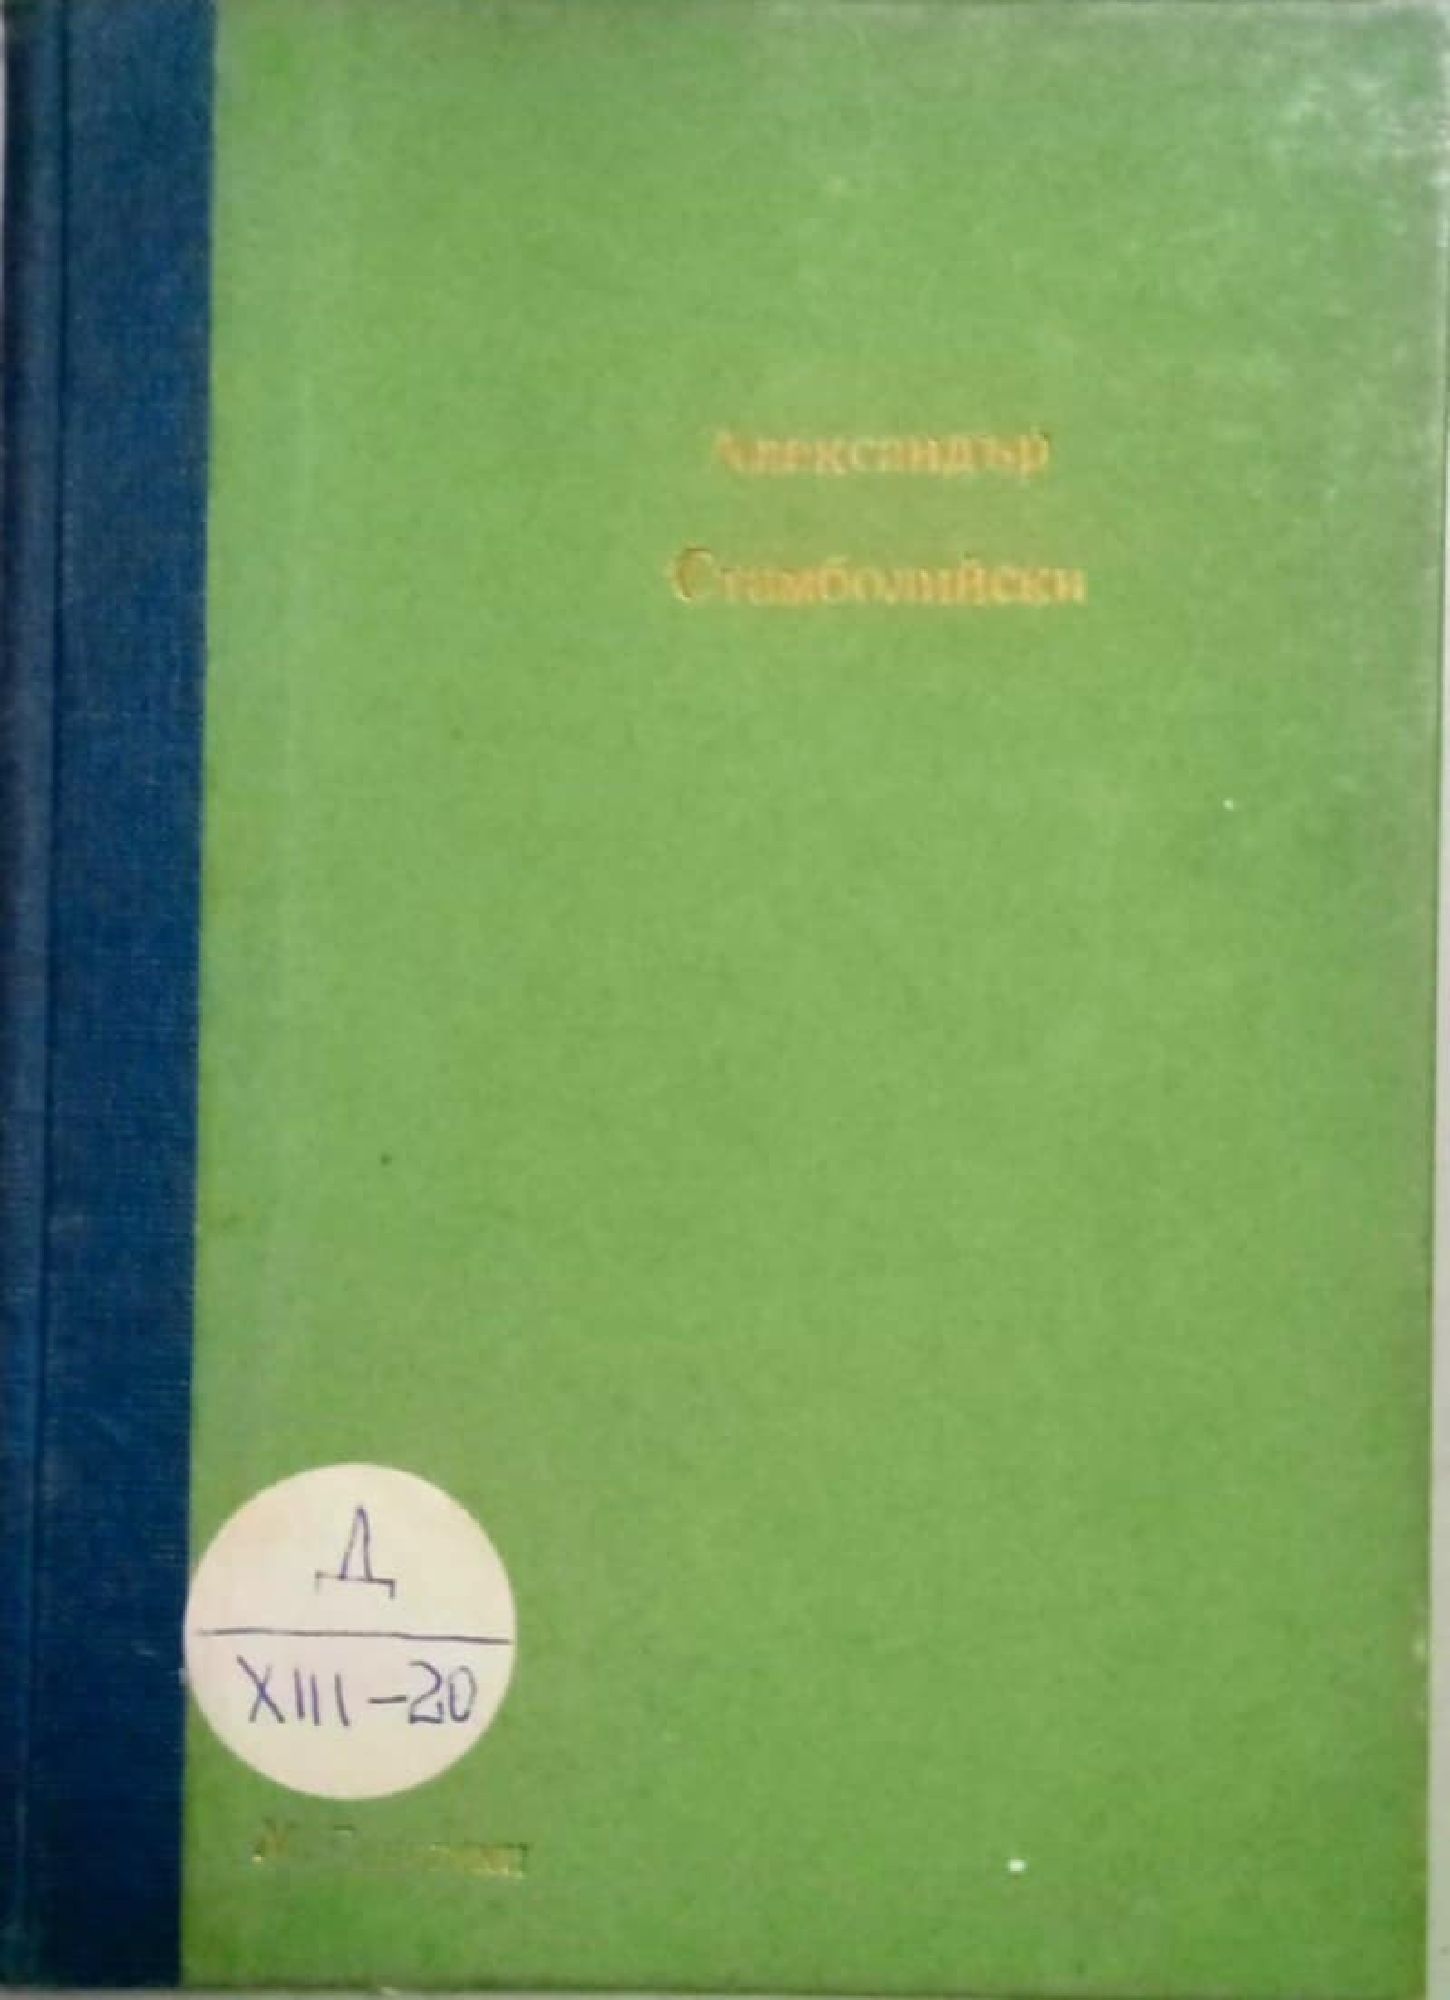 Александър
Стамболийски
Д
XIII-20